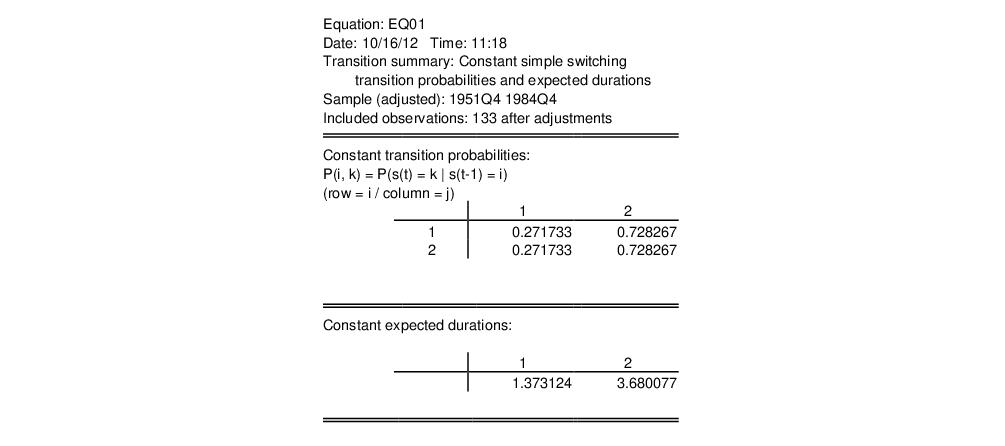 Equation: EQ01
Date: 10/16/12 Time: 11:18
Transition summary: Constant simple switching
transition probabilities and expected durations
Sample (adjusted): 1951Q4 1984Q4
Included observations: 133 after adjustments
Constant transition probabilities:
P(i, k) = P(s(t) = k | s(t-1) = i)
(row = i / column = j)
1 2
1 0.271733 0.728267
2 0.271733 0.728267
Constant expected durations:
1 2
1.373124 3.680077